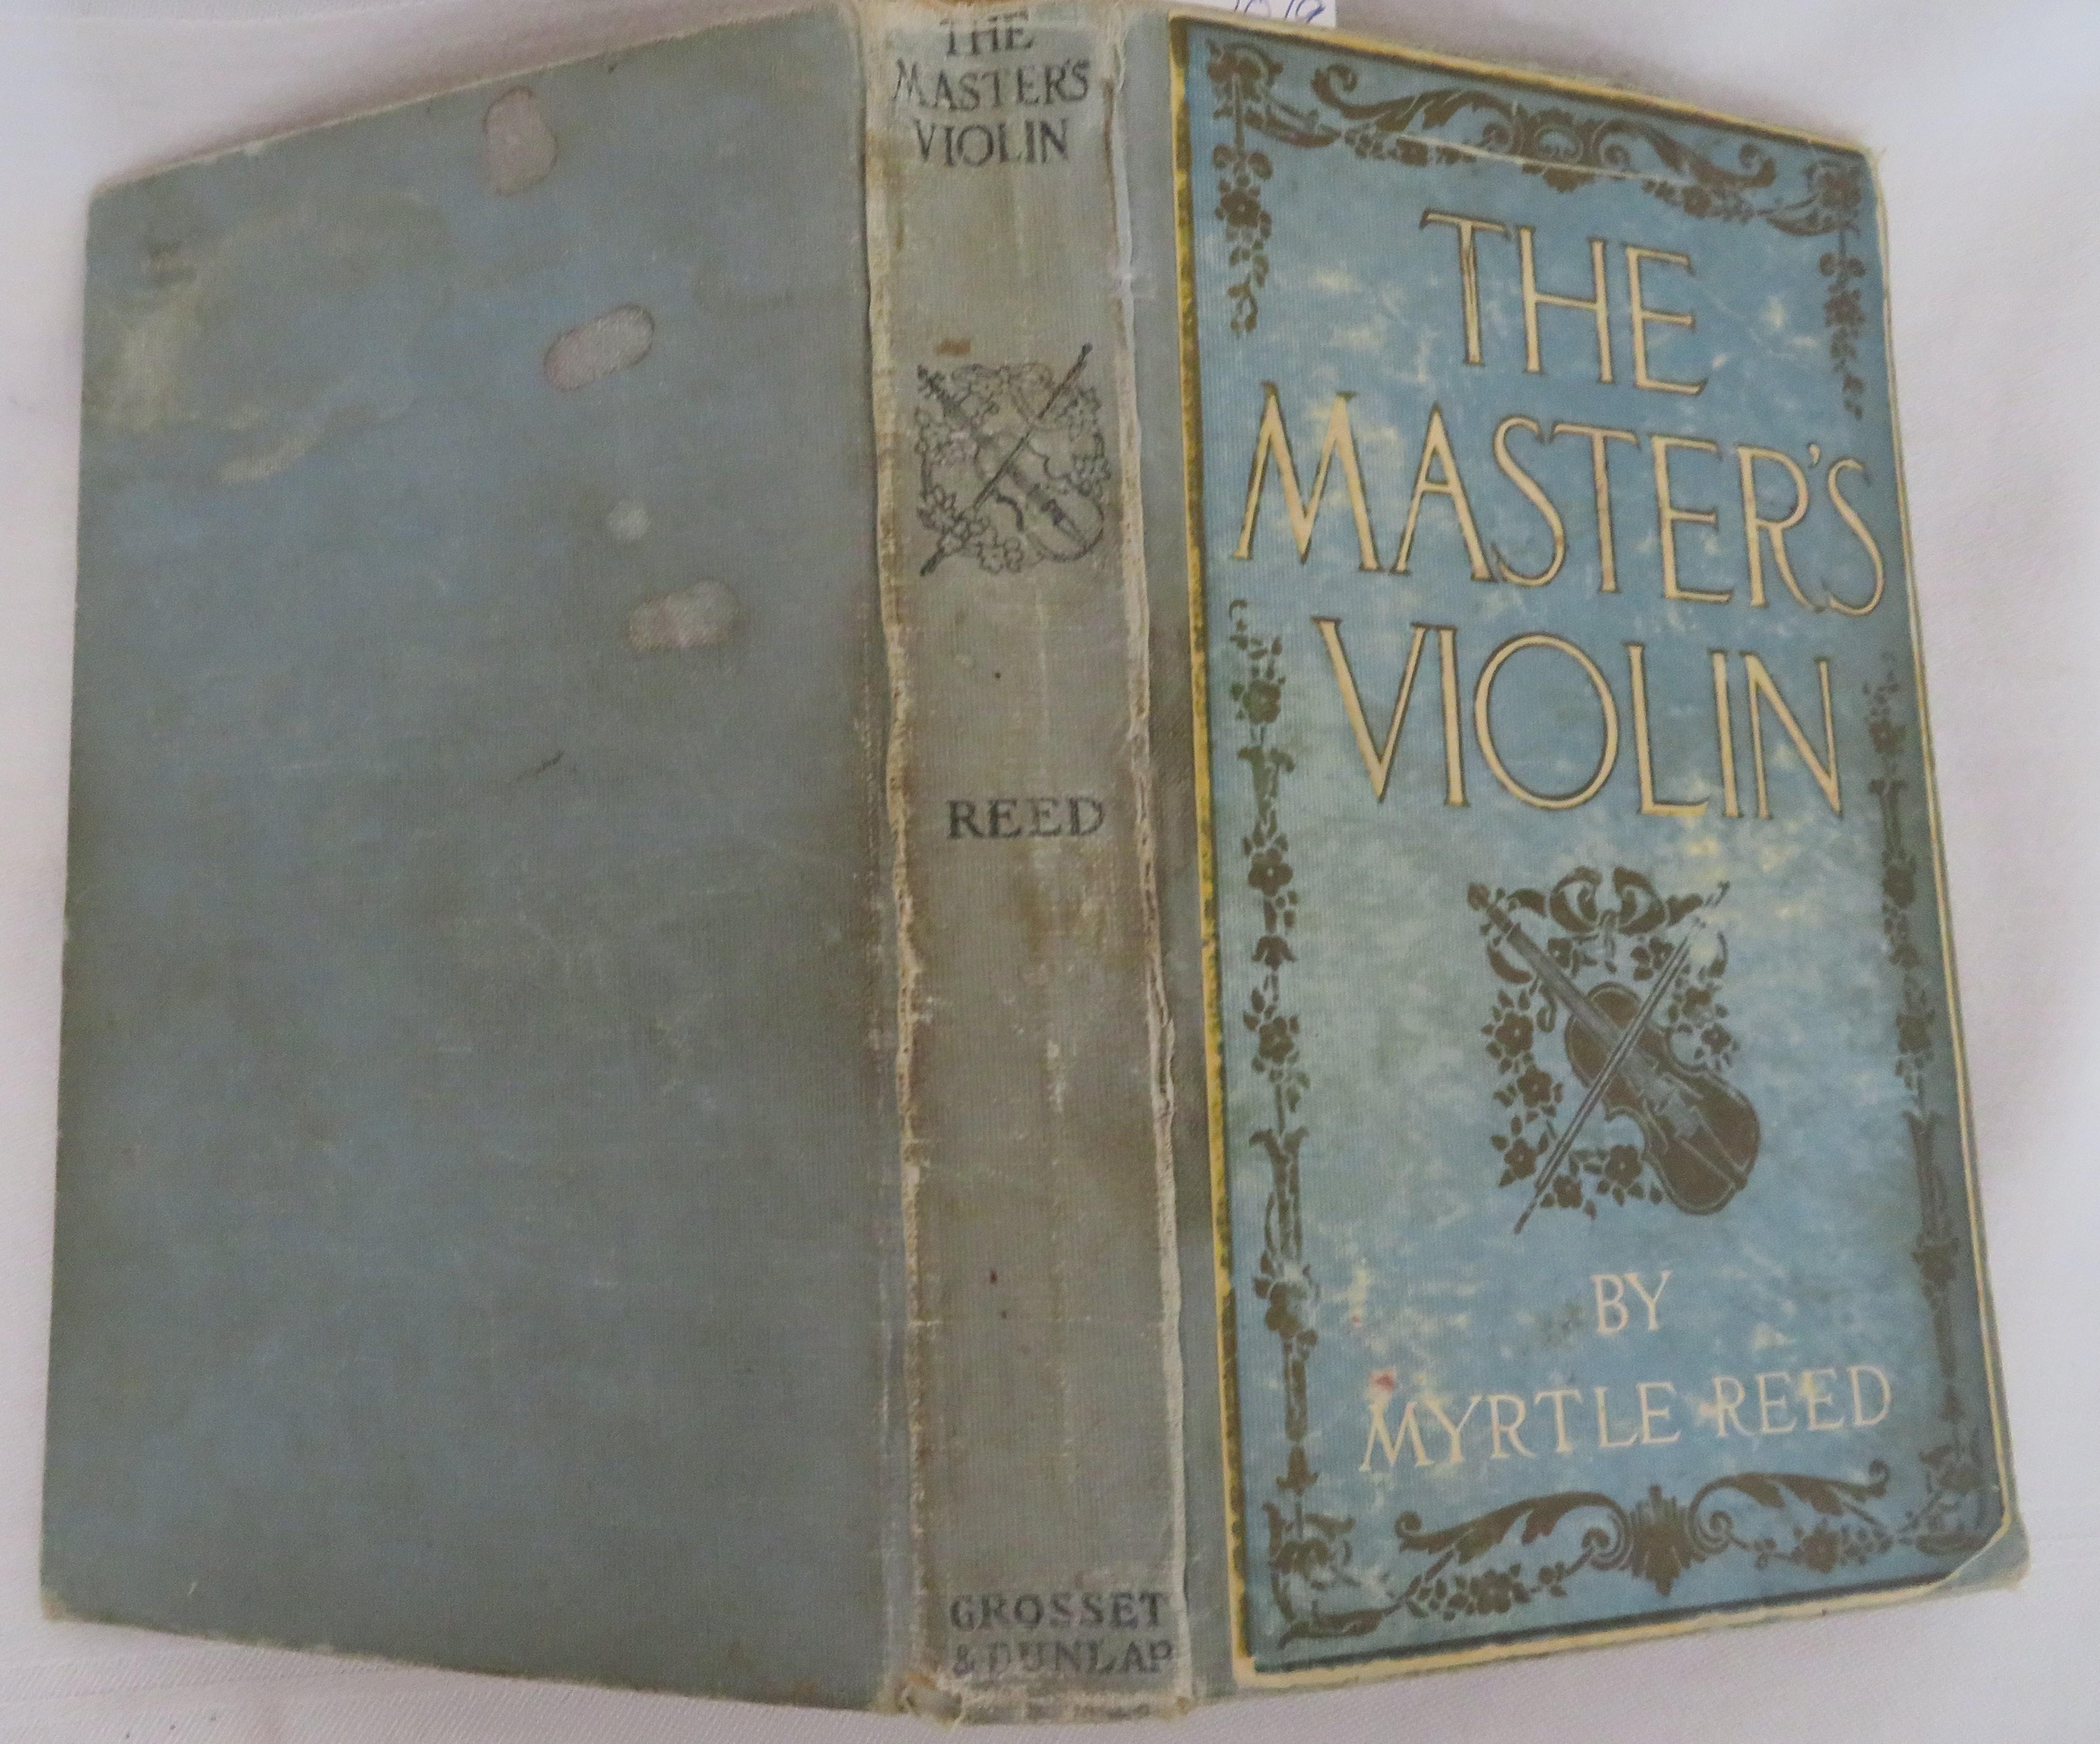 THE
MASTER'S
VIOLIN
REED
GROSSET
& DUNLAP
THE
MASTER'S
VIOLIN
BY
MYRTLE REED